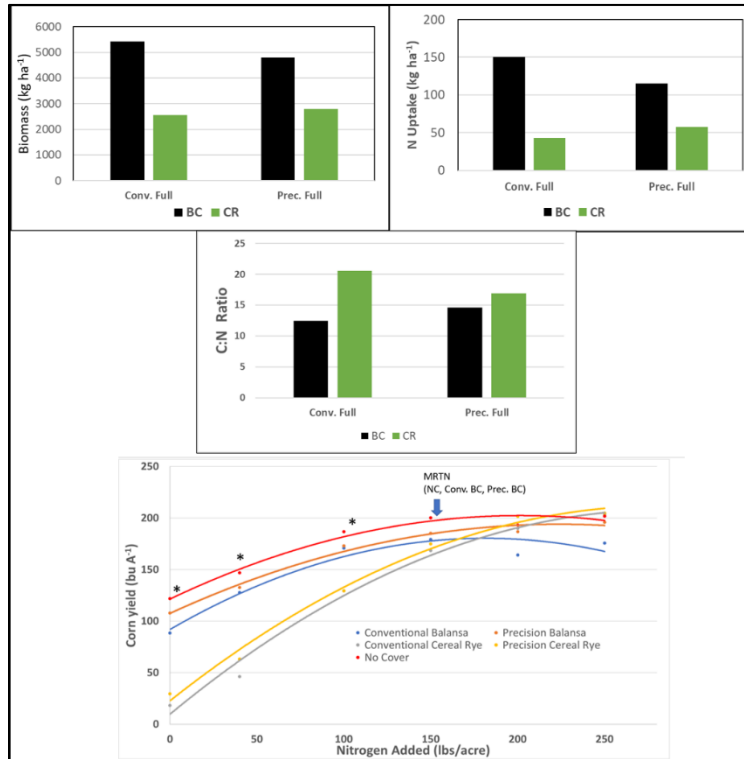 Biomass (kg ha-1)
6000
5000
4000
3000
2000
1000
0
Conv. Full Prec. Full
BC CR
N Uptake (kg ha-1)
200
150
100
50
0
Conv. Full Prec. Full
BC CR
C:N Ratio
25
20
15
10
5
0
Conv. Full Prec. Full
BC CR
Corn yield (bu A-1)
250
200
150
100
50
0
MRTN
(NC, Conv. BC, Prec. BC)
* * *
Conventional Balansa Precision Balansa
Conventional Cereal Rye Precision Cereal Rye
No Cover
0 50 100 150 200 250
Nitrogen Added (lbs/acre)